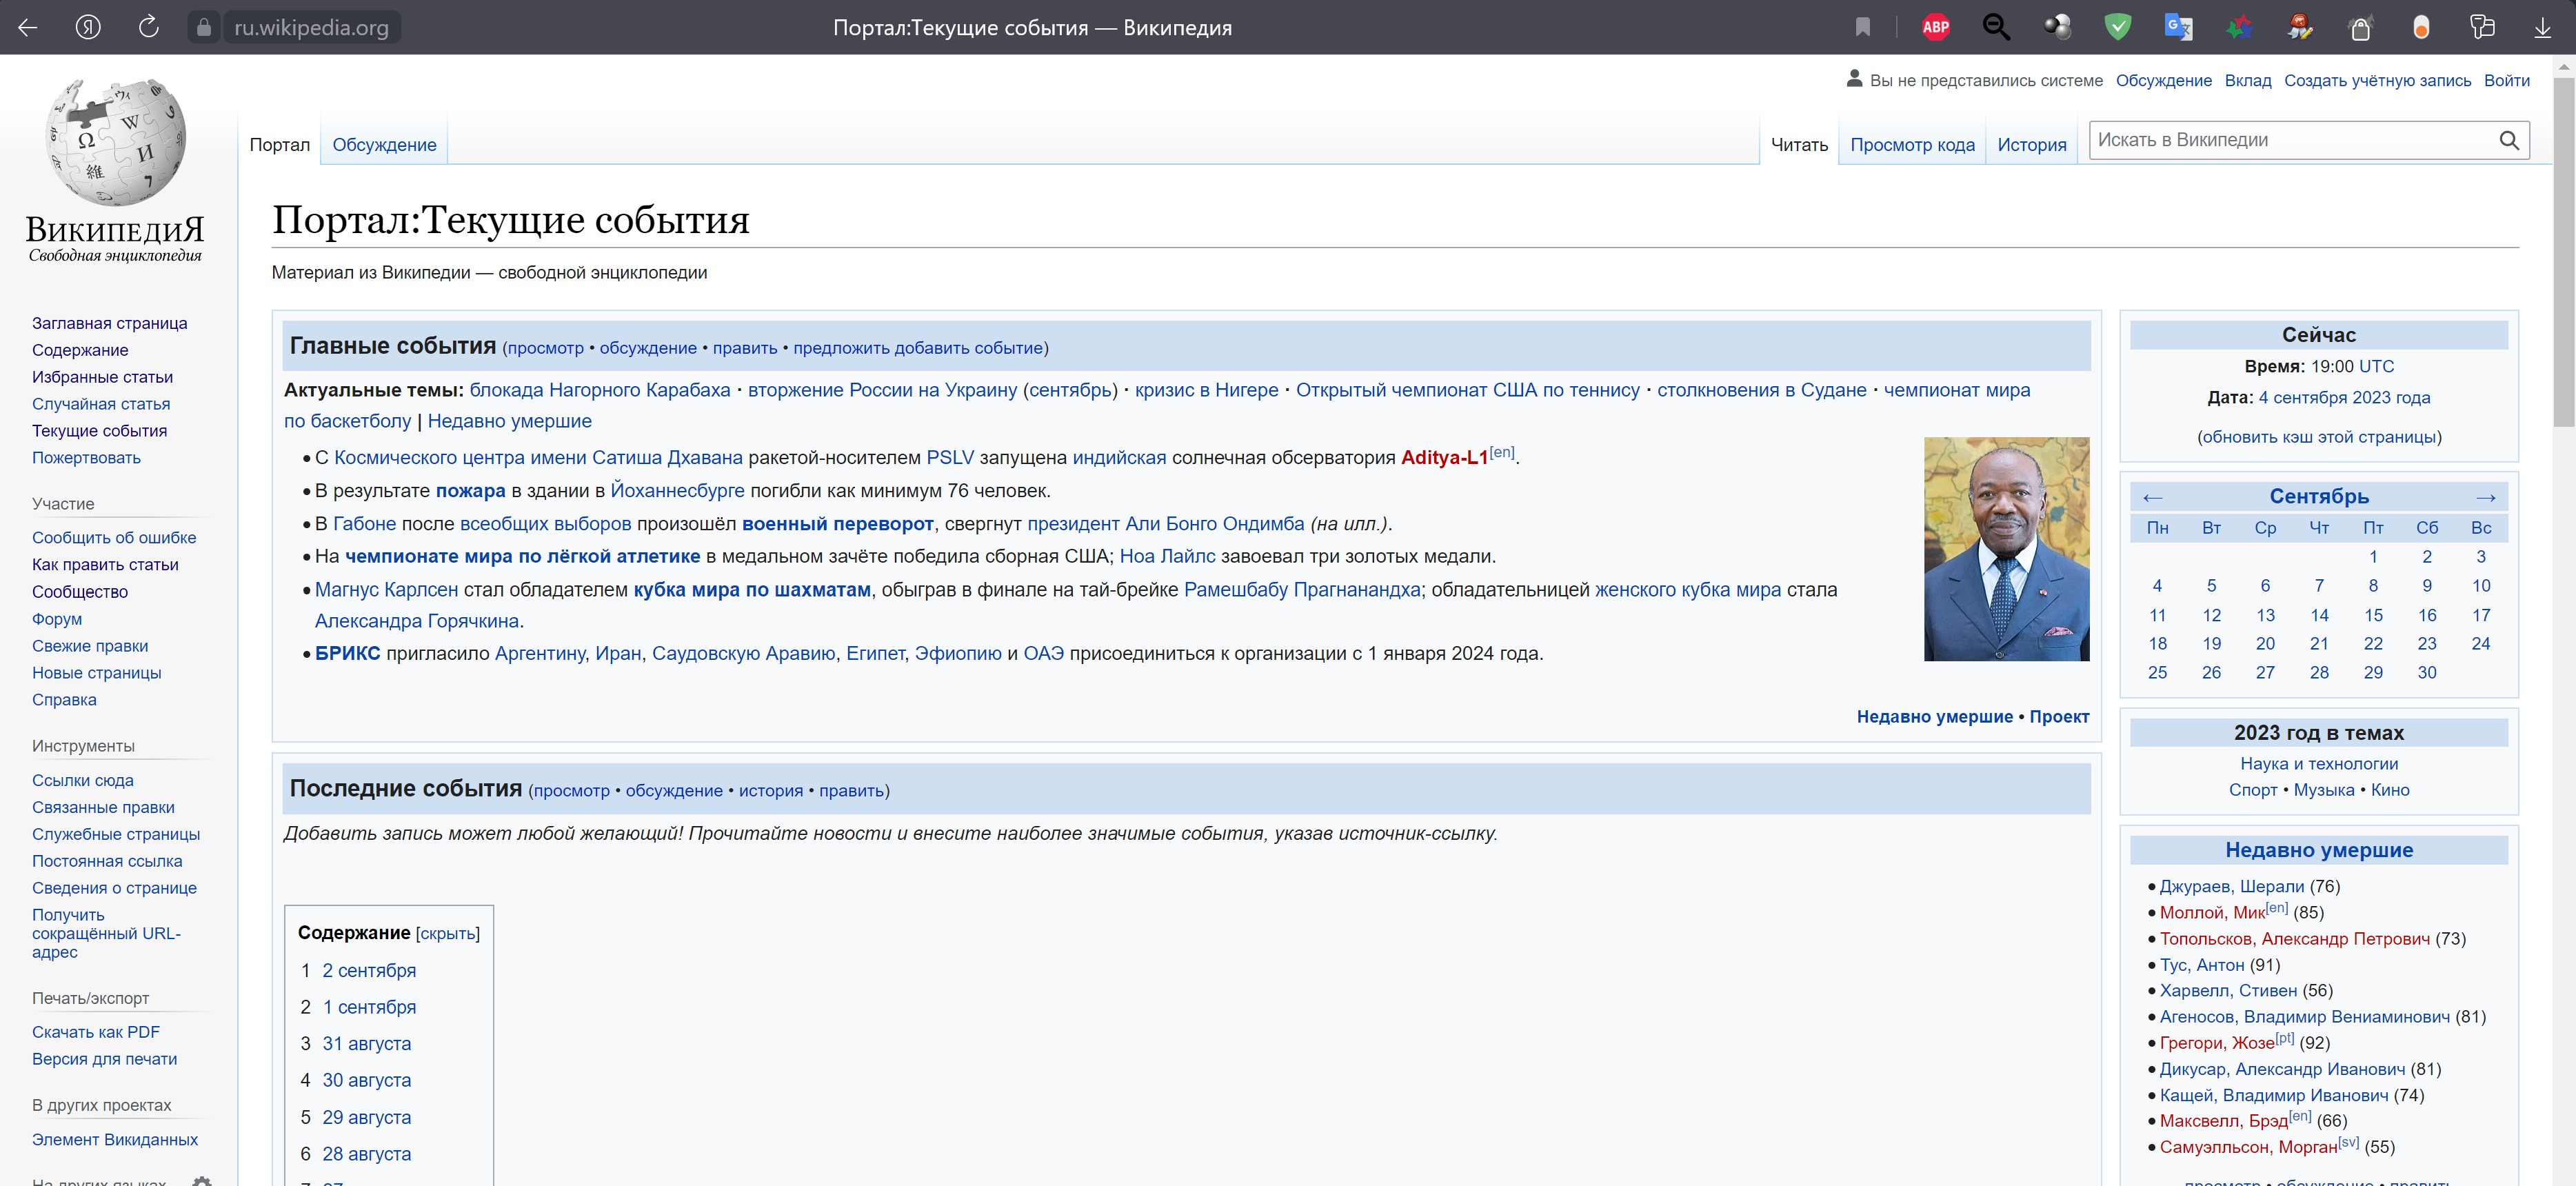 ru.wikipedia.org
Портал:Текущие события — Википедия
ABP
Вы не представились системе Обсуждение Вклад Создать учётную запись Войти
Портал Обсуждение
Читать Просмотр кода История
Искать в Википедии
ВИКИПЕДИЯ
Свободная энциклопедия
Заглавная страница
Содержание
Избранные статьи
Случайная статья
Текущие события
Пожертвовать
Участие
Сообщить об ошибке
Как править статьи
Сообщество
Форум
Свежие правки
Новые страницы
Справка
Инструменты
Ссылки сюда
Связанные правки
Служебные страницы
Постоянная ссылка
Сведения о странице
Получить
сокращённый URL-
адрес
Печать/экспорт
Скачать как PDF
Версия для печати
В других проектах
Элемент Викиданных
На других языках
Портал:Текущие события
Материал из Википедии — свободной энциклопедии
Главные события (просмотр • обсуждение • править • предложить добавить событие)
Актуальные темы: блокада Нагорного Карабаха · вторжение России на Украину (сентябрь) · кризис в Нигере · Открытый чемпионат США по теннису · столкновения в Судане · чемпионат мира
по баскетболу | Недавно умершие
• С Космического центра имени Сатиша Дхавана ракетой-носителем PSLV запущена индийская солнечная обсерватория Aditya-L1[en].
• В результате пожара в здании в Йоханнесбурге погибли как минимум 76 человек.
• В Габоне после всеобщих выборов произошёл военный переворот, свергнут президент Али Бонго Ондимба (на илл.).
• На чемпионате мира по лёгкой атлетике в медальном зачёте победила сборная США; Ноа Лайлс завоевал три золотых медали.
• Магнус Карлсен стал обладателем кубка мира по шахматам, обыграв в финале на тай-брейке Рамешбабу Прагнанандха; обладательницей женского кубка мира стала
Александра Горячкина.
• БРИКС пригласило Аргентину, Иран, Саудовскую Аравию, Египет, Эфиопию и ОАЭ присоединиться к организации с 1 января 2024 года.
Недавно умершие • Проект
Последние события (просмотр • обсуждение • история • править)
Добавить запись может любой желающий! Прочитайте новости и внесите наиболее значимые события, указав источник-ссылку.
Содержание [скрыть]
1 2 сентября
2 1 сентября
3 31 августа
4 30 августа
5 29 августа
6 28 августа
Сейчас
Время: 19:00 UTC
Дата: 4 сентября 2023 года
(обновить кэш этой страницы)
← Сентябрь →
Пн Вт Ср Чт Пт Сб Вс
1 2 3
4 5 6 7 8 9 10
11 12 13 14 15 16 17
18 19 20 21 22 23 24
25 26 27 28 29 30
2023 год в темах
Наука и технологии
Спорт • Музыка • Кино
Недавно умершие
• Джураев, Шерали (76)
• Моллой, Мик[en] (85)
• Топольсков, Александр Петрович (73)
• Тус, Антон (91)
• Харвелл, Стивен (56)
• Агеносов, Владимир Вениаминович (81)
• Грегори, Жозе[pt] (92)
• Дикусар, Александр Иванович (81)
• Кащей, Владимир Иванович (74)
• Максвелл, Брэд[en] (66)
• Самуэлльсон, Морган[sv] (55)
просмотр • обсуждение • править